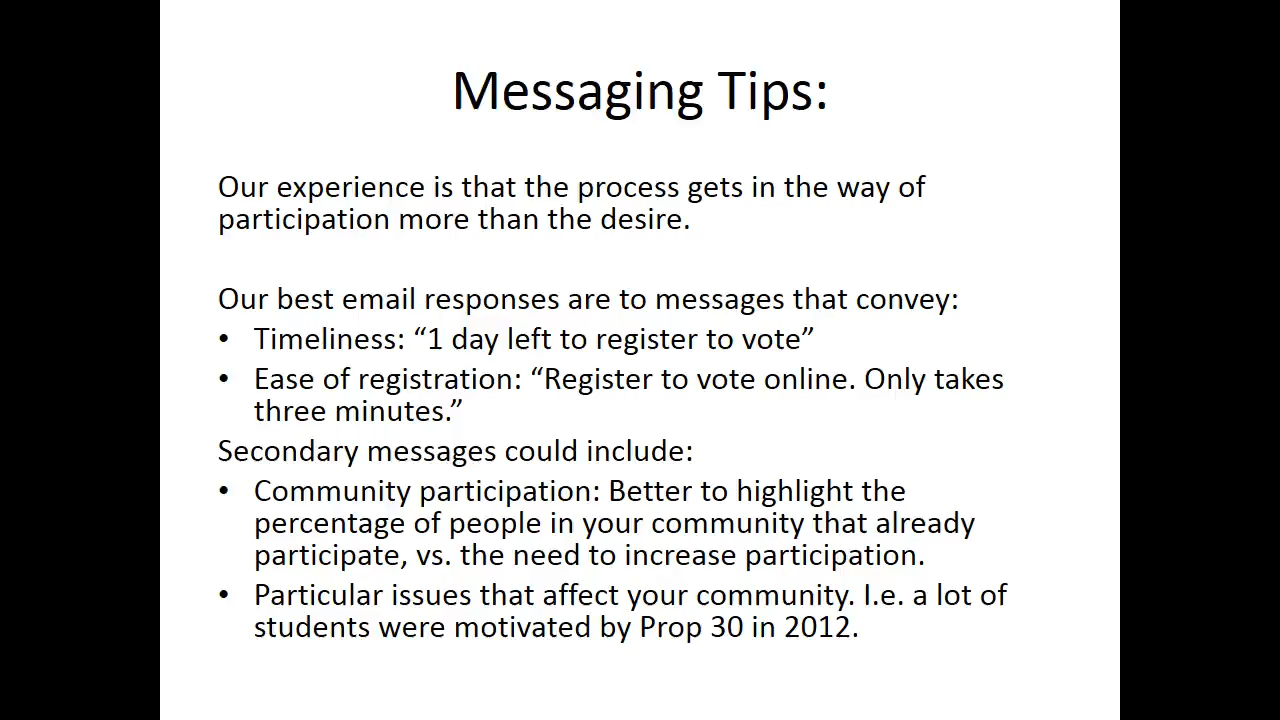 Messaging Tips:
Our experience is that the process gets in the way of
participation more than the desire.
Our best email responses are to messages that convey:
• Timeliness: “1 day left to register to vote”
• Ease of registration: “Register to vote online. Only takes
three minutes.”
Secondary messages could include:
• Community participation: Better to highlight the
percentage of people in your community that already
participate, vs. the need to increase participation.
• Particular issues that affect your community. I.e. a lot of
students were motivated by Prop 30 in 2012.